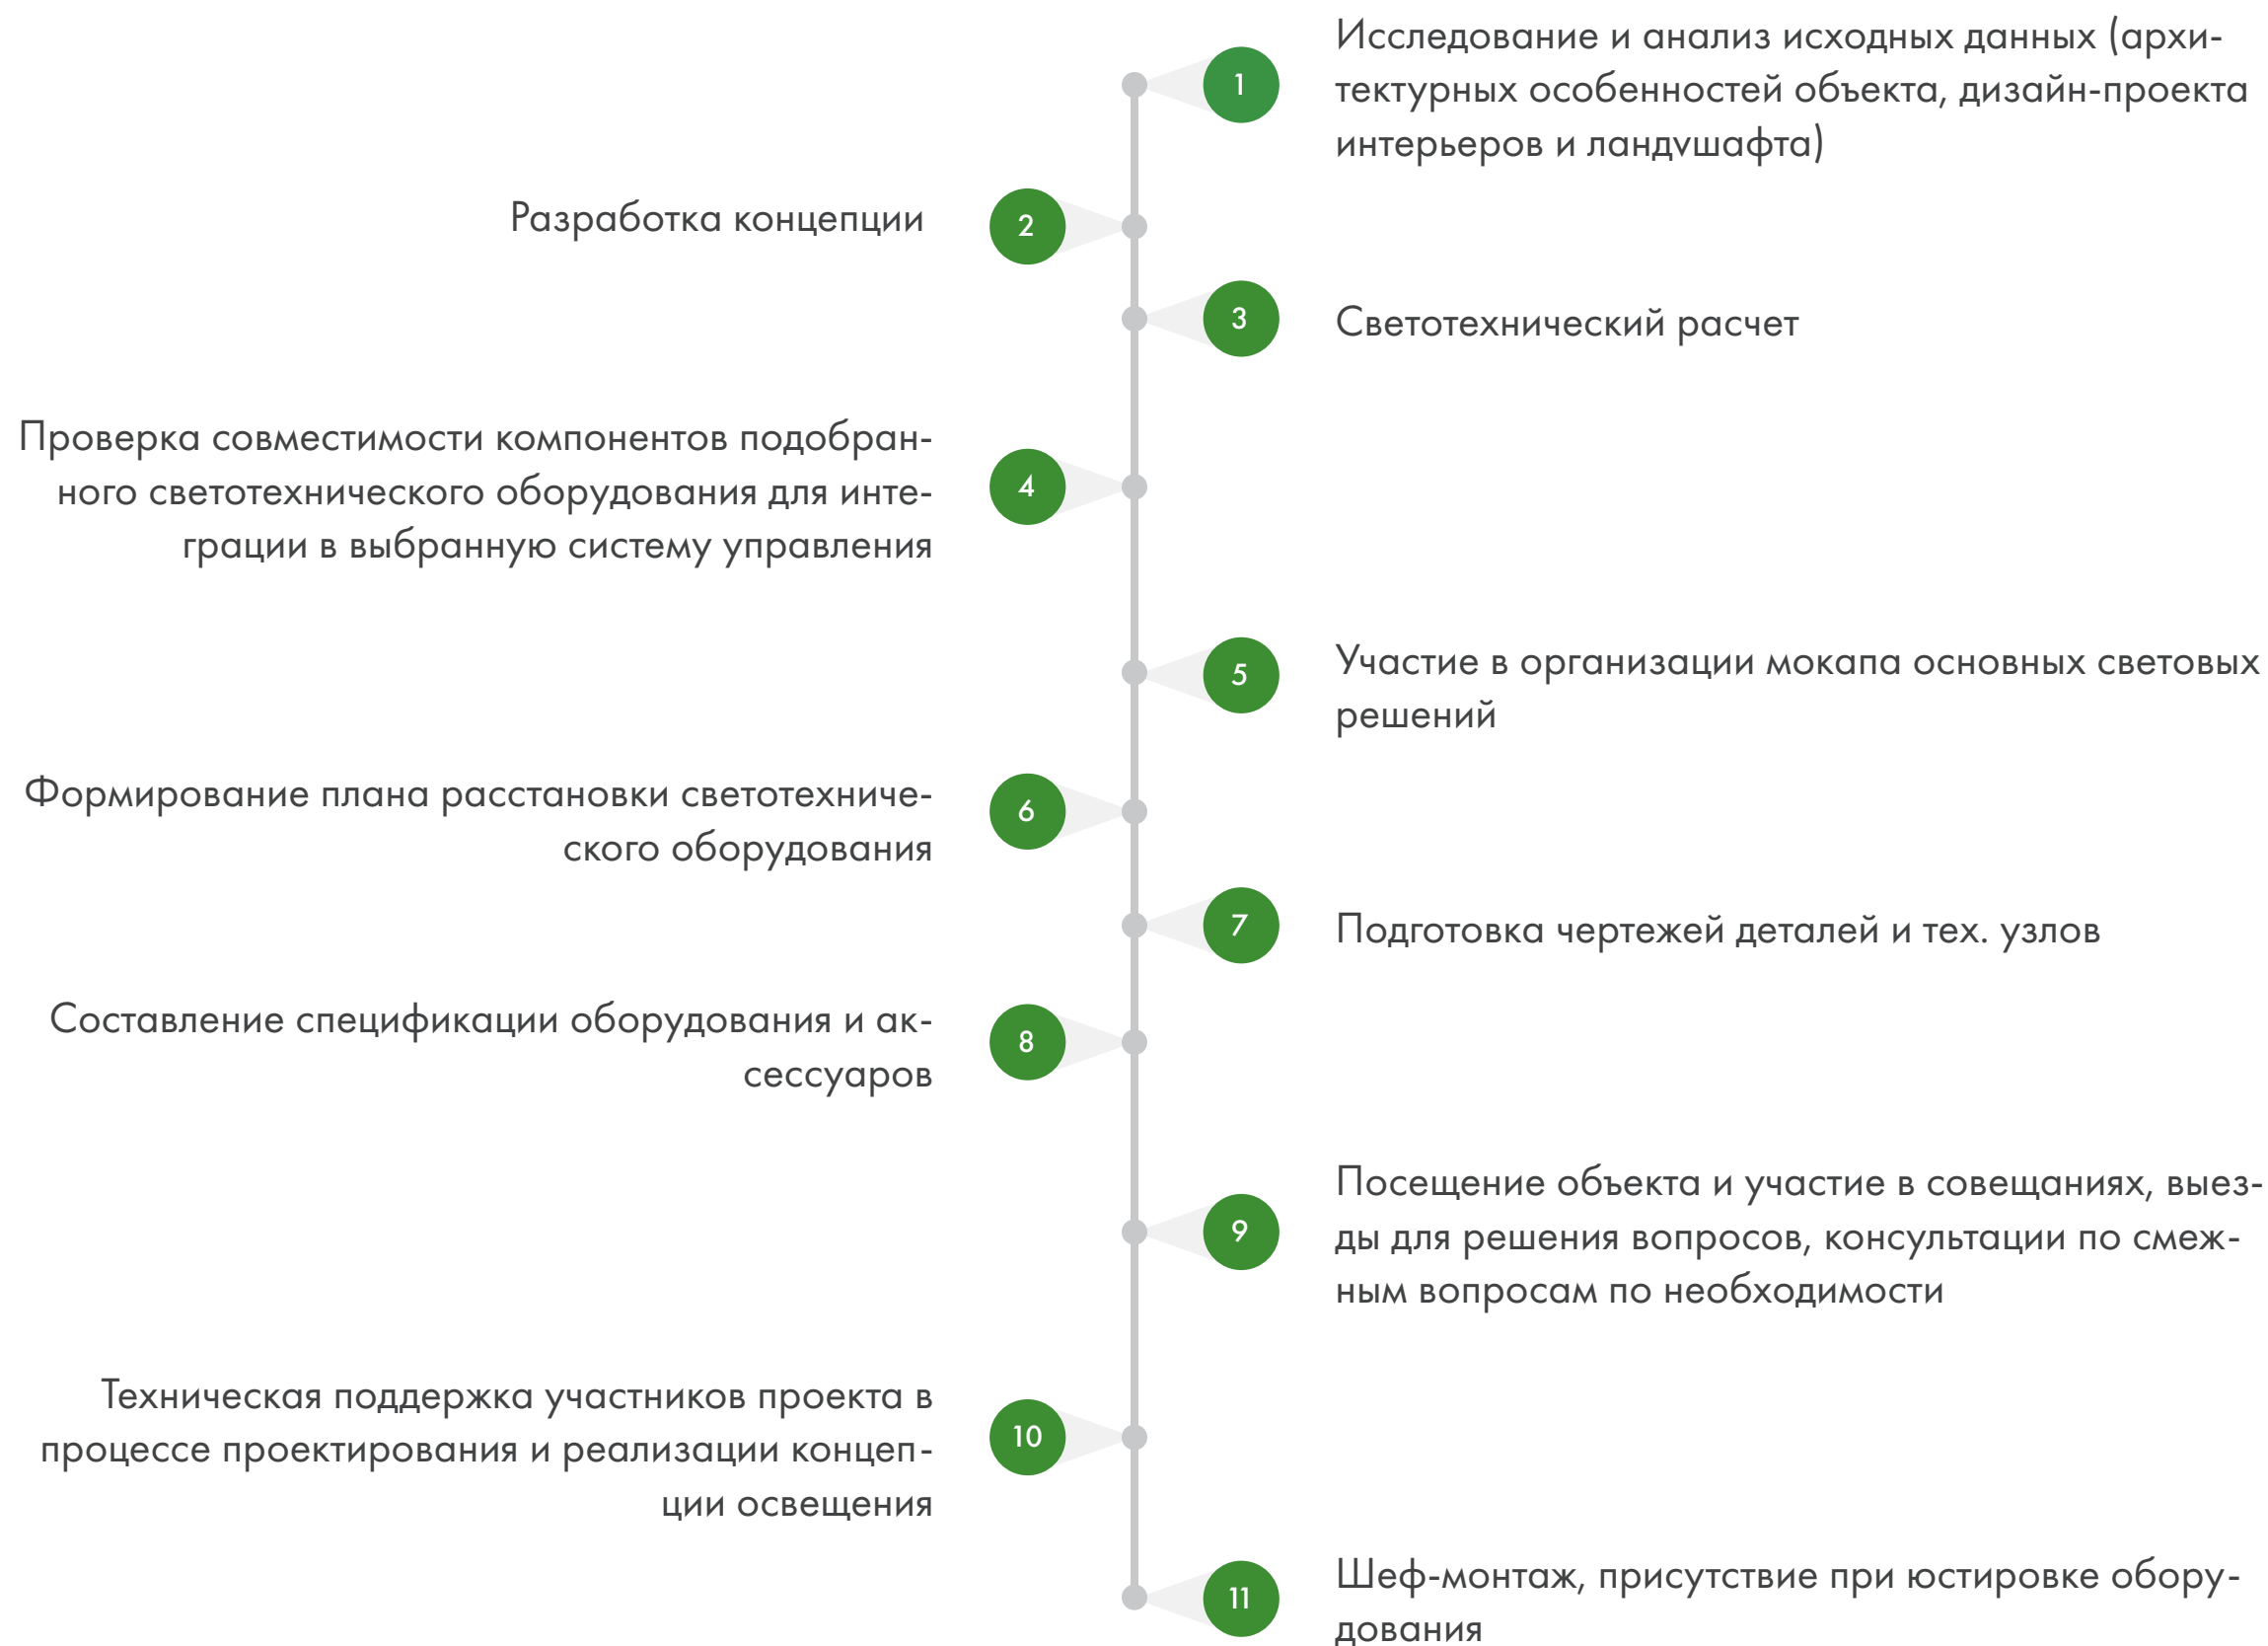 1
Исследование и анализ исходных данных (архи-
тектурных особенностей объекта, дизайн-проекта
интерьеров и ландvшафта)
Разработка концепции
2
3
Светотехнический расчет
Проверка совместимости компонентов подобран-
ного светотехнического оборудования для инте-
грации в выбранную систему управления
4
5
Участие в организации мокапа основных световых
решений
Формирование плана расстановки светотехниче-
ского оборудования
6
7
Подготовка чертежей деталей и тех. узлов
Составление спецификации оборудования и ак-
сессуаров
8
9
Посещение объекта и участие в совещаниях, выез-
ды для решения вопросов, консультации по смеж-
ным вопросам по необходимости
Техническая поддержка участников проекта в
процессе проектирования и реализации концеп-
ции освещения
10
11
Шеф-монтаж, присутствие при юстировке обору-
дования